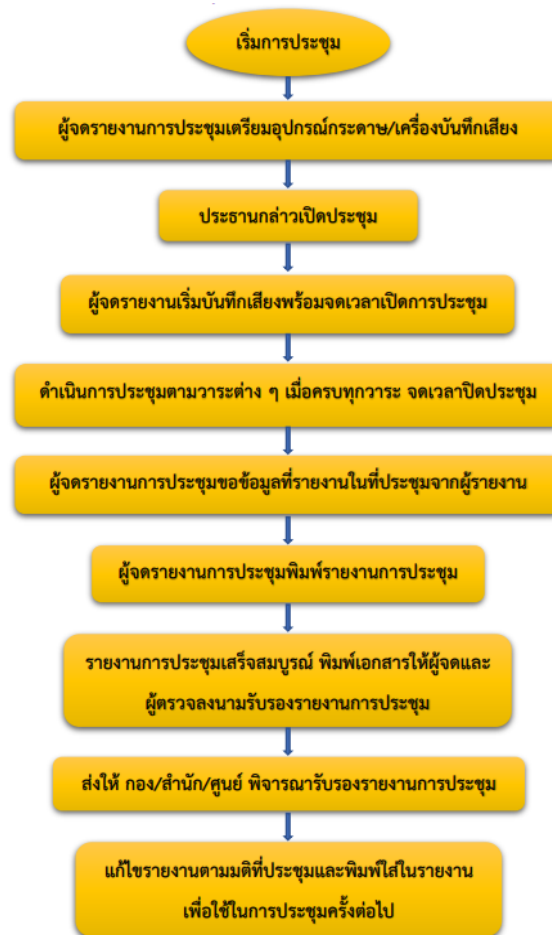 เริ่มการประชุม
ผู้จดรายงานการประชุมเตรียมอุปกรณ์กระดาษ/เครื่องบันทึกเสียง
ประธานกล่าวเปิดประชุม
ผู้จดรายงานเริ่มบันทึกเสียงพร้อมจดเวลาเปิดการประชุม
ดำเนินการประชุมตามวาระต่าง ๆ เมื่อครบทุกวาระ จดเวลาปิดประชุม
ผู้จดรายงานการประชุมขอข้อมูลที่รายงานในที่ประชุมจากผู้รายงาน
ผู้จดรายงานการประชุมพิมพ์รายงานการประชุม
รายงานการประชุมเสร็จสมบูรณ์ พิมพ์เอกสารให้ผู้จดและ
ผู้ตรวจลงนามรับรองรายงานการประชุม
ส่งให้ กอง/สำนัก/ศูนย์ พิจารณารับรองรายงานการประชุม
แก้ไขรายงานตามมติที่ประชุมและพิมพ์ใส่ในรายงาน
เพื่อใช้ในการประชุมครั้งต่อไป